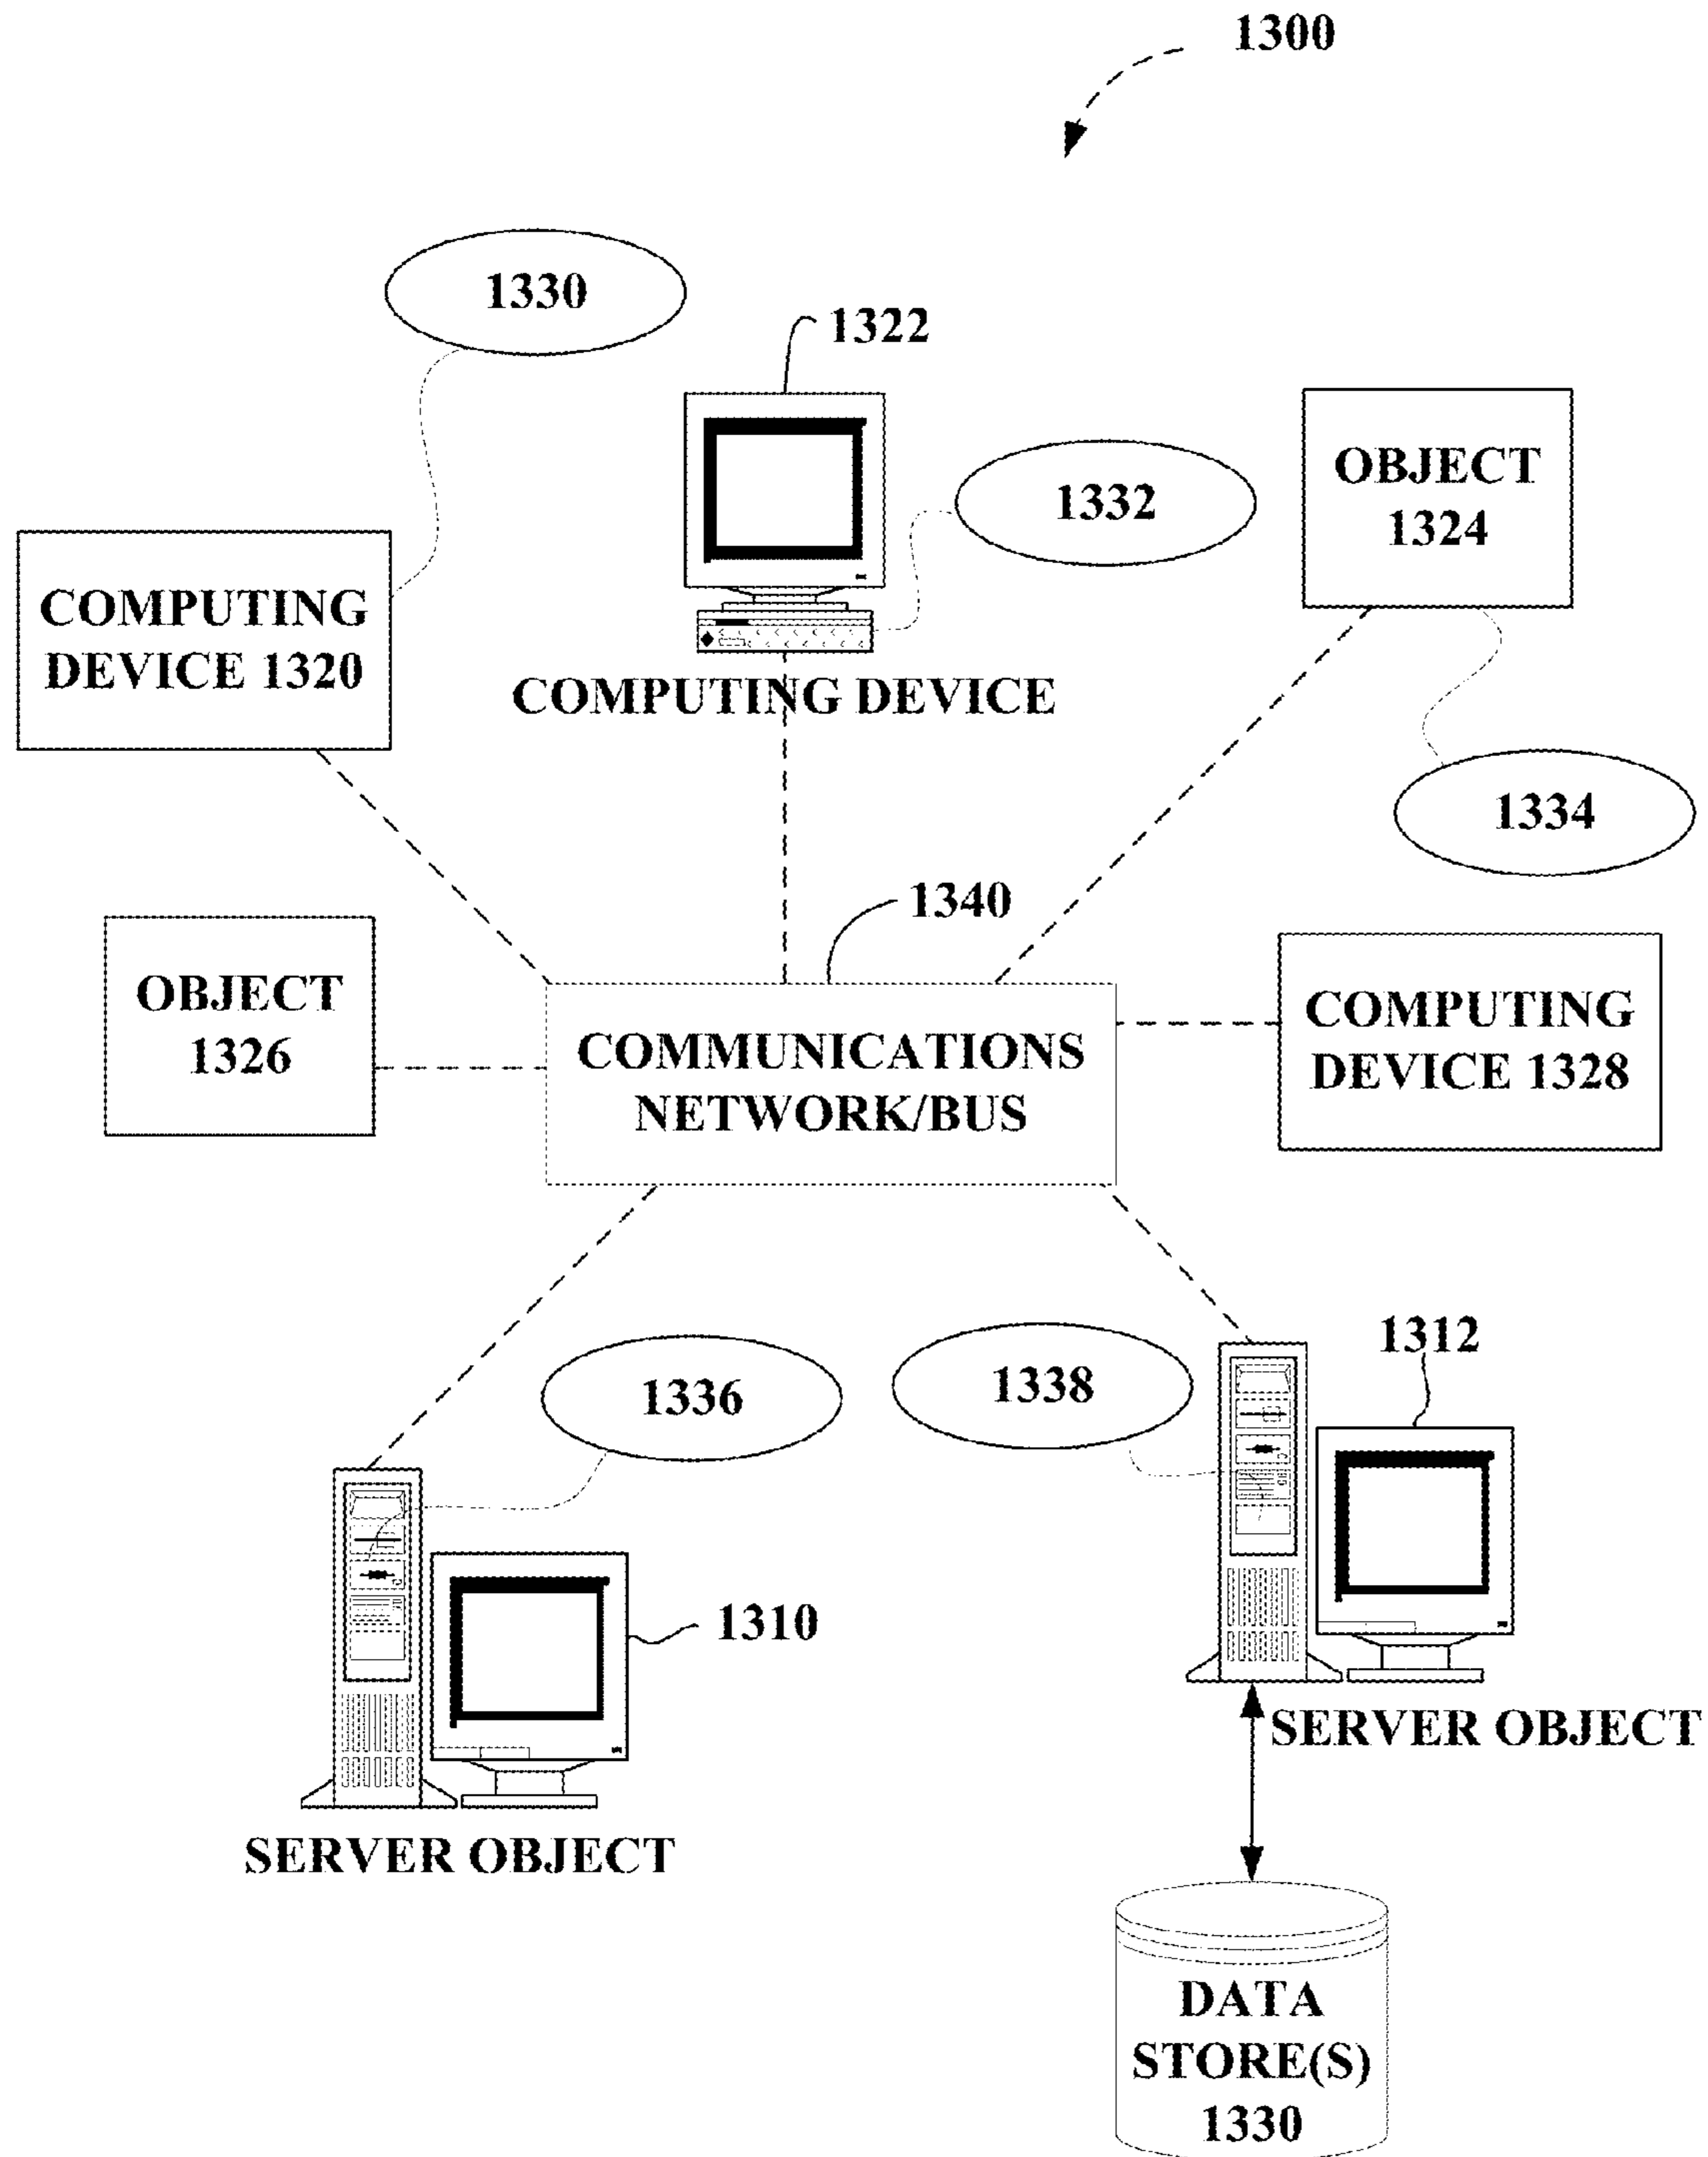 1300
1330
1322
1332
OBJECT
1324
COMPUTING
DEVICE 1320
COMPUTING DEVICE
1334
1340
OBJECT
1326
COMMUNICATIONS
NETWORK/BUS
COMPUTING
DEVICE 1328
1336
1338
1312
1310
SERVER OBJECT
SERVER OBJECT
DATA
STORE(S)
1330